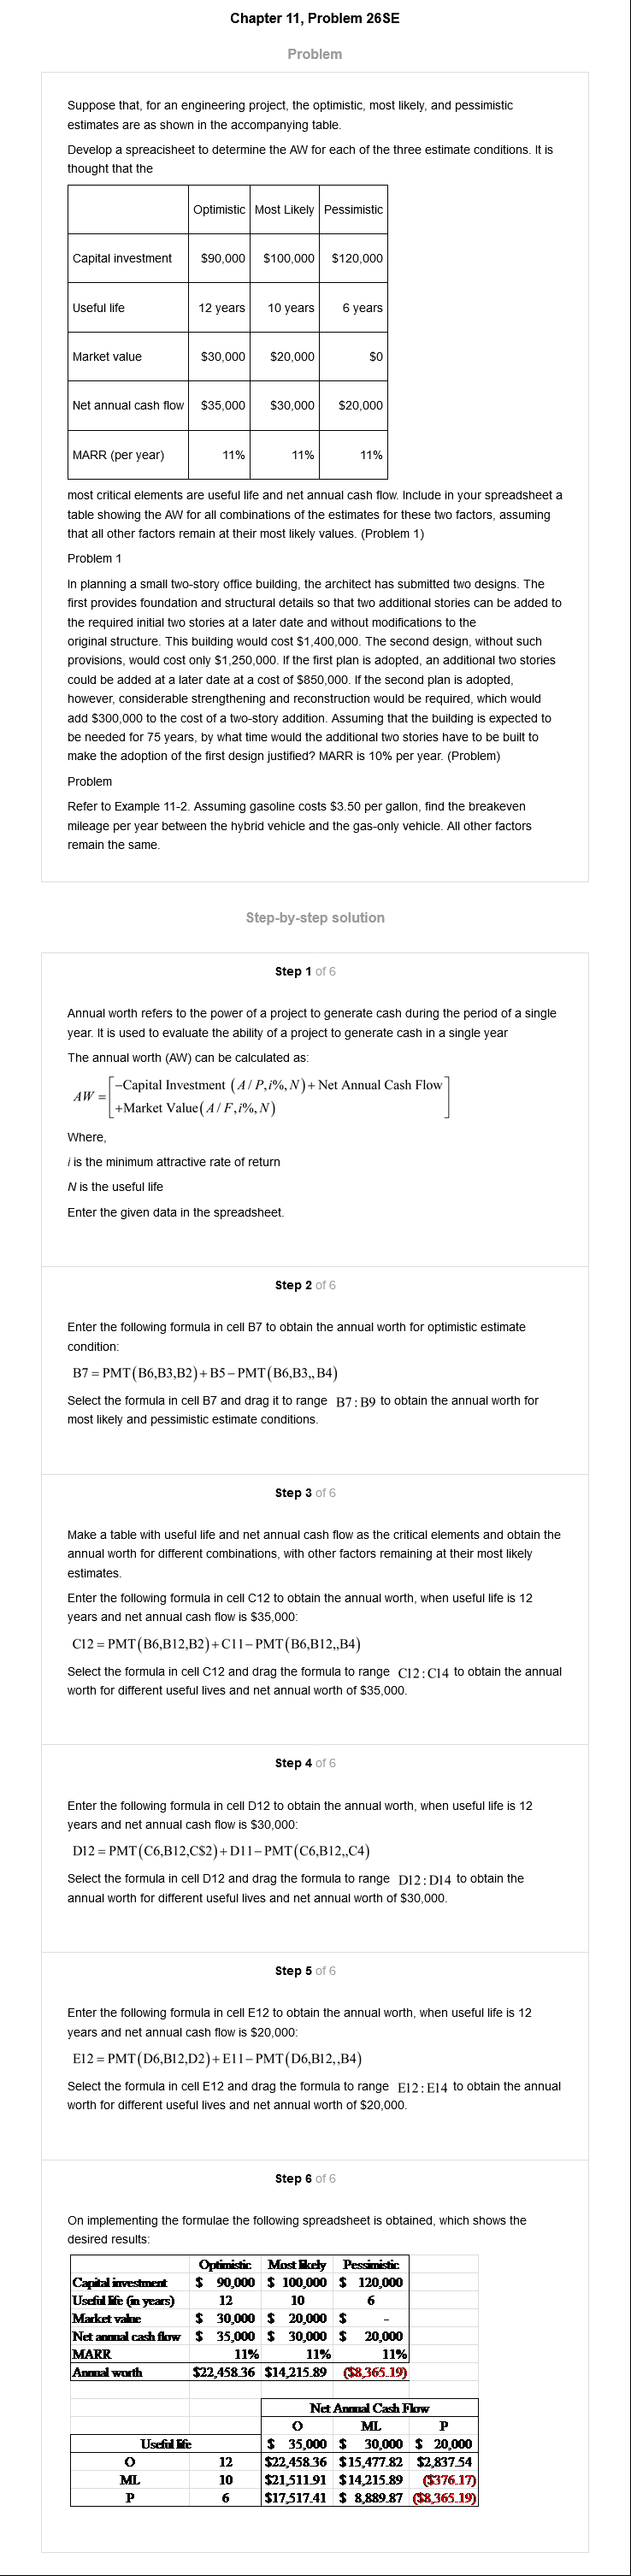 Chapter 11, Problem 26SE
Problem
Suppose that, for an engineering project, the optimistic, most likely, and pessimistic
estimates are as shown in the accompanying table.
Develop a spreacisheet to determine the AW for each of the three estimate conditions. It is
thought that the
Optimistic Most Likely Pessimistic
Capital investment $90,000 $100,000 $120,000
Useful life 12 years 10 years 6 years
Market value $30,000 $20,000 $0
Net annual cash flow $35,000 $30,000 $20,000
MARR (per year) 11% 11% 11%
most critical elements are useful life and net annual cash flow. Include in your spreadsheet a
table showing the AW for all combinations of the estimates for these two factors, assuming
that all other factors remain at their most likely values. (Problem 1)
Problem 1
In planning a small two-story office building, the architect has submitted two designs. The
first provides foundation and structural details so that two additional stories can be added to
the required initial two stories at a later date and without modifications to the
original structure. This building would cost $1,400,000. The second design, without such
provisions, would cost only $1,250,000. If the first plan is adopted, an additional two stories
could be added at a later date at a cost of $850,000. If the second plan is adopted,
however, considerable strengthening and reconstruction would be required, which would
add $300,000 to the cost of a two-story addition. Assuming that the building is expected to
be needed for 75 years, by what time would the additional two stories have to be built to
make the adoption of the first design justified? MARR is 10% per year. (Problem)
Problem
Refer to Example 11-2. Assuming gasoline costs $3.50 per gallon, find the breakeven
mileage per year between the hybrid vehicle and the gas-only vehicle. All other factors
remain the same.
Step-by-step solution
Step 1 of 6
Annual worth refers to the power of a project to generate cash during the period of a single
year. It is used to evaluate the ability of a project to generate cash in a single year
The annual worth (AW) can be calculated as:
AW = [−Capital Investment (A/P,i%,N)+ Net Annual Cash Flow
+Market Value(A/F,i%,N)]
Where,
i is the minimum attractive rate of return
N is the useful life
Enter the given data in the spreadsheet.
Step 2 of 6
Enter the following formula in cell B7 to obtain the annual worth for optimistic estimate
condition:
B7 = PMT(B6,B3,B2)+B5−PMT(B6,B3,,B4)
Select the formula in cell B7 and drag it to range B7:B9 to obtain the annual worth for
most likely and pessimistic estimate conditions.
Step 3 of 6
Make a table with useful life and net annual cash flow as the critical elements and obtain the
annual worth for different combinations, with other factors remaining at their most likely
estimates.
Enter the following formula in cell C12 to obtain the annual worth, when useful life is 12
years and net annual cash flow is $35,000:
C12 = PMT(B6,B12,B2)+C11−PMT(B6,B12,,B4)
Select the formula in cell C12 and drag the formula to range C12:C14 to obtain the annual
worth for different useful lives and net annual worth of $35,000.
Step 4 of 6
Enter the following formula in cell D12 to obtain the annual worth, when useful life is 12
years and net annual cash flow is $30,000:
D12 = PMT(C6,B12,C$2)+D11−PMT(C6,B12,,C4)
Select the formula in cell D12 and drag the formula to range D12:D14 to obtain the
annual worth for different useful lives and net annual worth of $30,000.
Step 5 of 6
Enter the following formula in cell E12 to obtain the annual worth, when useful life is 12
years and net annual cash flow is $20,000:
E12 = PMT(D6,B12,D2)+E11−PMT(D6,B12,,B4)
Select the formula in cell E12 and drag the formula to range E12:E14 to obtain the annual
worth for different useful lives and net annual worth of $20,000.
Step 6 of 6
On implementing the formulae the following spreadsheet is obtained, which shows the
desired results:
Optimistic Most likely Pessimistic
Capital investment $ 90,000 $ 100,000 $ 120,000
Useful life (in years) 12 10 6
Market value $ 30,000 $ 20,000 $ -
Net annual cash flow $ 35,000 $ 30,000 $ 20,000
MARR 11% 11% 11%
Annual worth $22,458.36 $14,215.89 ($8,365.19)
Net Annual Cash Flow
O ML P
Useful life $ 35,000 $ 30,000 $ 20,000
O 12 $22,458.36 $15,477.82 $2,837.54
ML 10 $21,511.91 $14,215.89 ($376.17)
P 6 $17,517.41 $ 8,889.87 ($8,365.19)